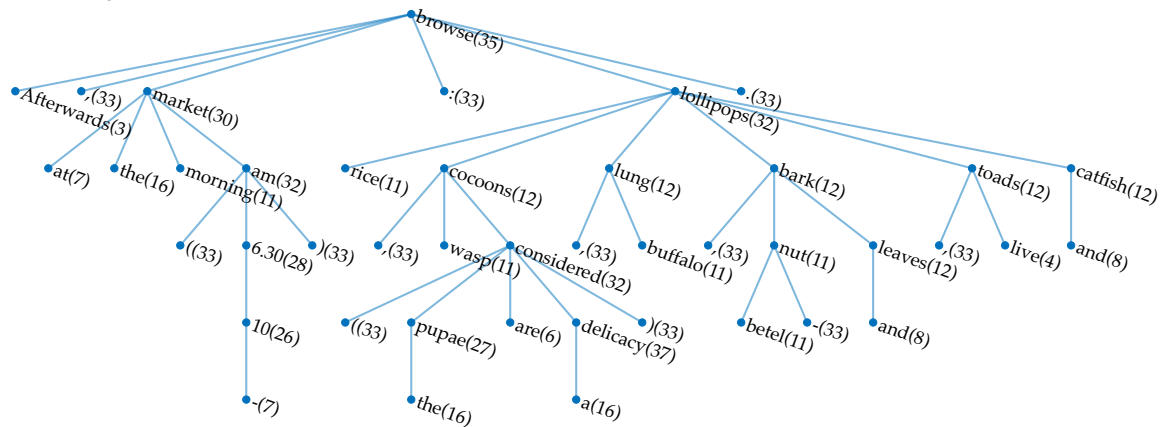 browse(35)
Afterwards(3)
,(33)
market(30)
:(33)
lollipops(32)
.(33)
at(7)
the(16)
morning(11)
am(32)
rice(11)
cocoons(12)
lung(12)
bark(12)
toads(12)
catfish(12)
((33)
6.30(28)
)(33)
,(33)
wasp(11)
considered(32)
,(33)
buffalo(11)
,(33)
nut(11)
leaves(12)
,(33)
live(4)
and(8)
10(26)
((33)
pupae(27)
are(6)
delicacy(37)
)(33)
betel(11)
-(33)
and(8)
-(7)
the(16)
a(16)